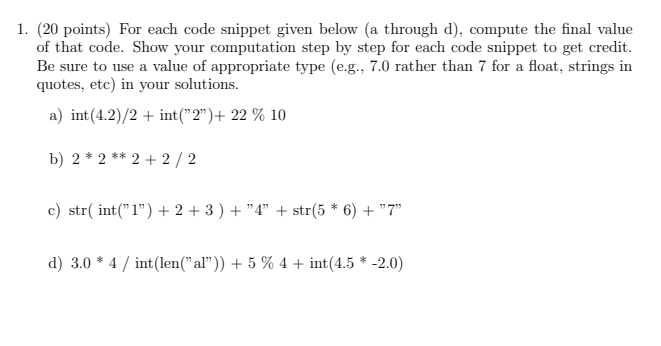 1. (20 points) For each code snippet given below (a through d), compute the final value
of that code. Show your computation step by step for each code snippet to get credit.
Be sure to use a value of appropriate type (e.g., 7.0 rather than 7 for a float, strings in
quotes, etc) in your solutions.
a) int(4.2)/2 + int(”2”)+ 22 % 10
b) 2 * 2 ** 2 + 2 / 2
c) str( int(”1”) + 2 + 3 ) + ”4” + str(5 * 6) + ”7”
d) 3.0 * 4 / int(len(”al”)) + 5 % 4 + int(4.5 * -2.0)